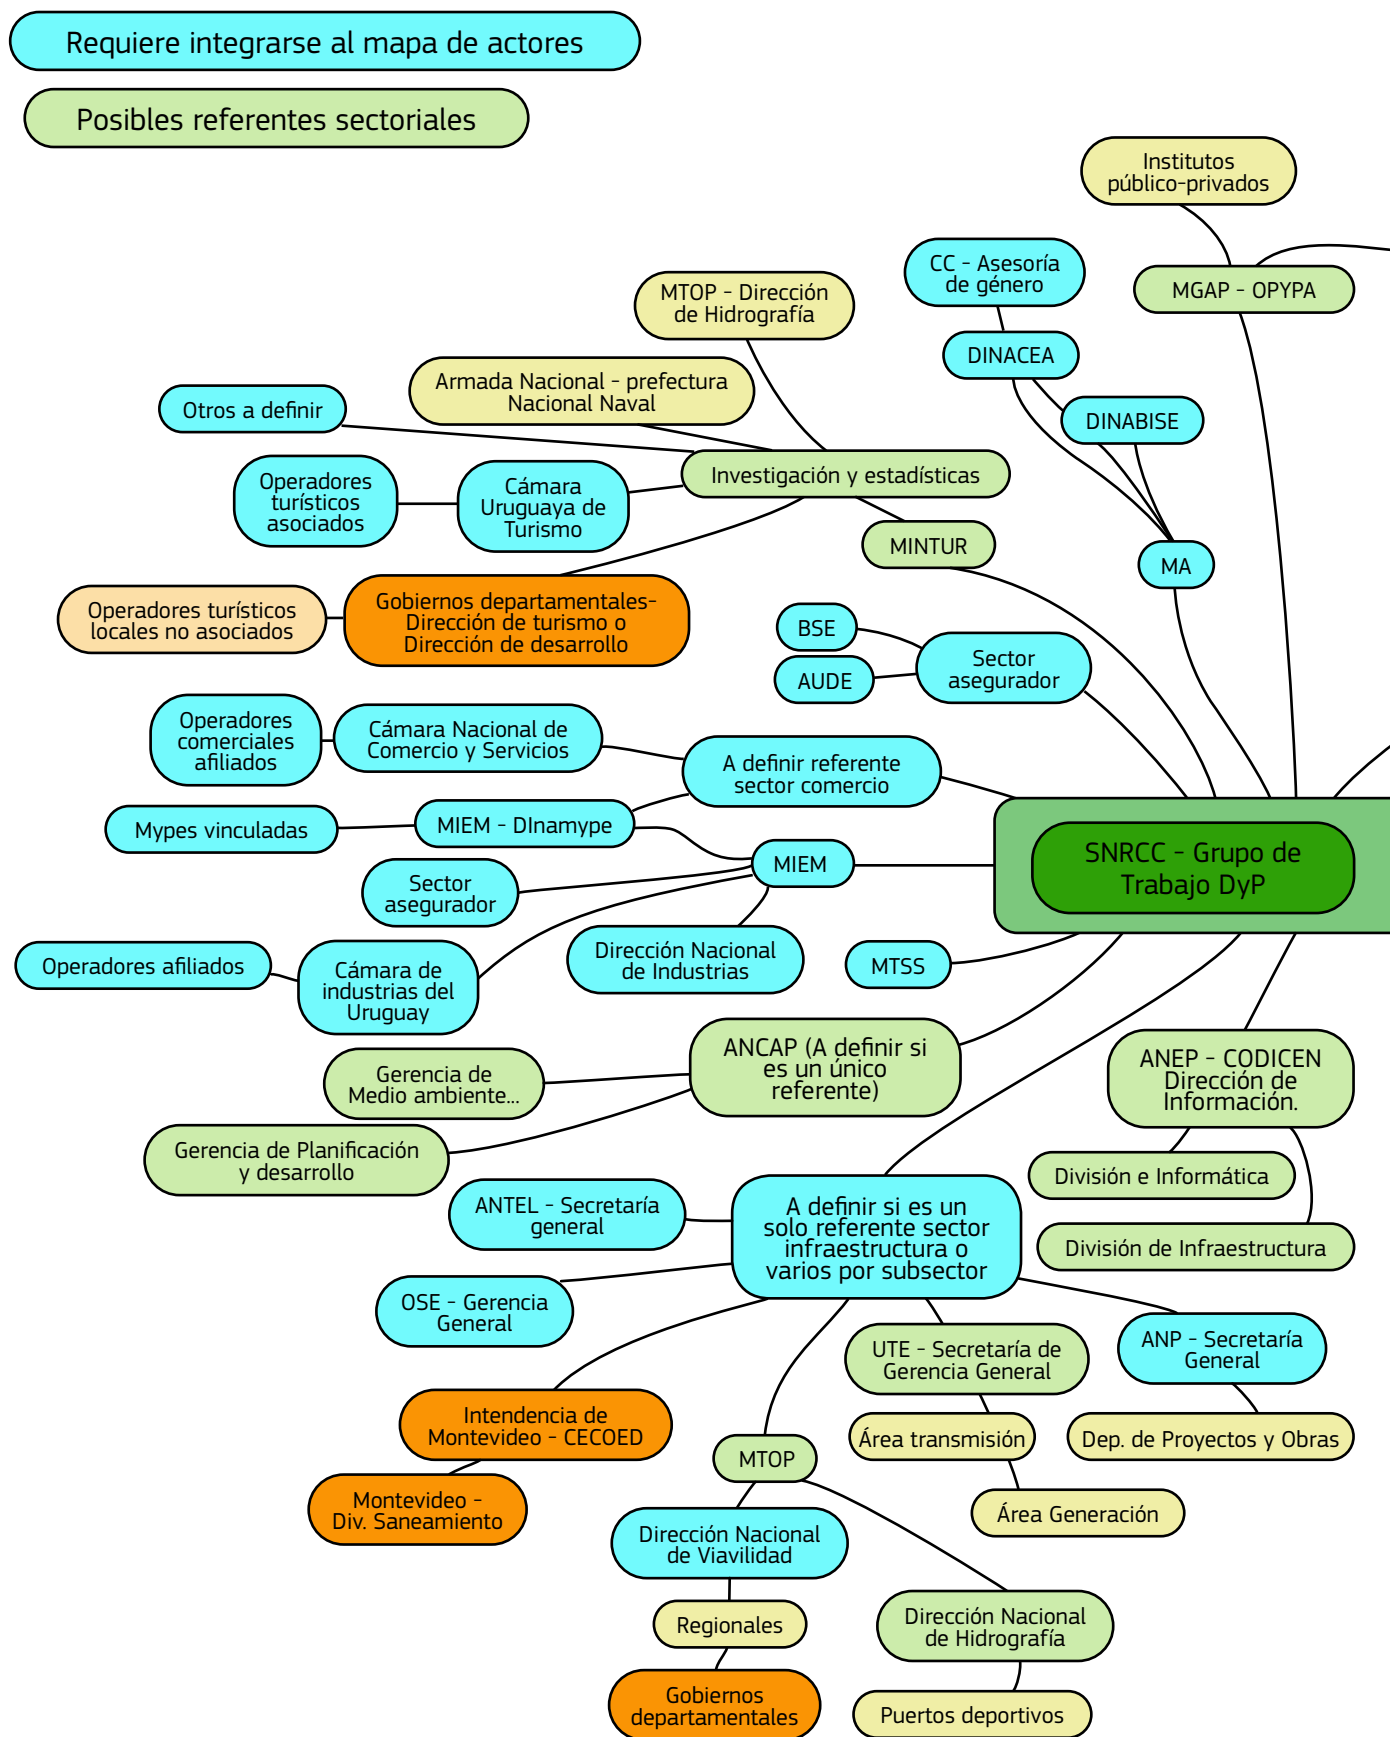 Requiere integrarse al mapa de actores
Posibles referentes sectoriales
Institutos
público-privados
CC - Asesoría
de género
MGAP - OPYPA
MTOP - Dirección
de Hidrografía
DINACEA
Armada Nacional - prefectura
Nacional Naval
Otros a definir
DINABISE
Investigación y estadísticas
Operadores
turísticos
asociados
Cámara
Uruguaya de
Turismo
MINTUR
MA
Operadores turísticos
locales no asociados
Gobiernos departamentales-
Dirección de turismo o
Dirección de desarrollo
BSE
AUDE
Sector
asegurador
Operadores
comerciales
afiliados
Cámara Nacional de
Comercio y Servicios
A definir referente
sector comercio
Mypes vinculadas
MIEM - DInamype
MIEM
SNRCC - Grupo de
Trabajo DyP
Sector
asegurador
Operadores afiliados
Cámara de
industrias del
Uruguay
Dirección Nacional
de Industrias
MTSS
ANCAP (A definir si
es un único
referente)
Gerencia de
Medio ambiente...
Gerencia de Planificación
y desarrollo
ANEP - CODICEN
Dirección de
Información.
División e Informática
División de Infraestructura
ANTEL - Secretaría
general
A definir si es un
solo referente sector
infraestructura o
varios por subsector
OSE - Gerencia
General
UTE - Secretaría de
Gerencia General
ANP - Secretaría
General
Intendencia de
Montevideo - CECOED
Área transmisión
Dep. de Proyectos y Obras
MTOP
Montevideo -
Div. Saneamiento
Área Generación
Dirección Nacional
de Viavilidad
Regionales
Dirección Nacional
de Hidrografía
Gobiernos
departamentales
Puertos deportivos